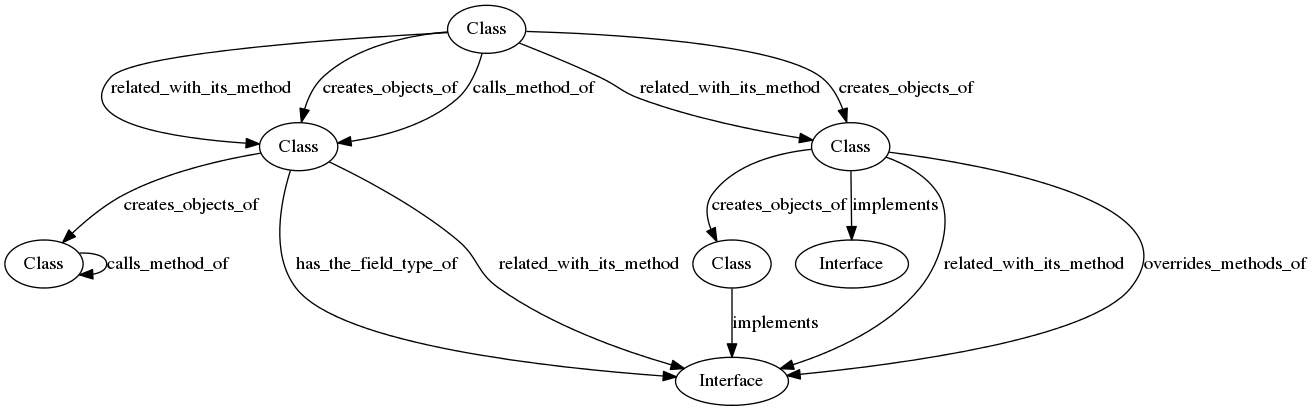 Class
related_with_its_method
creates_objects_of
calls_method_of
related_with_its_method
creates_objects_of
Class
Class
creates_objects_of
creates_objects_of
implements
Class
calls_method_of
has_the_field_type_of
related_with_its_method
Class
Interface
related_with_its_method
overrides_methods_of
implements
Interface